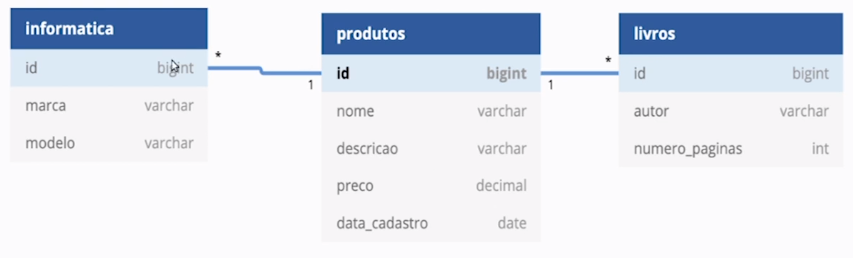 informatica
id bigint
marca varchar
modelo varchar
*
1
produtos
id bigint
nome varchar
descricao varchar
preco decimal
data_cadastro date
1
*
livros
id bigint
autor varchar
numero_paginas int